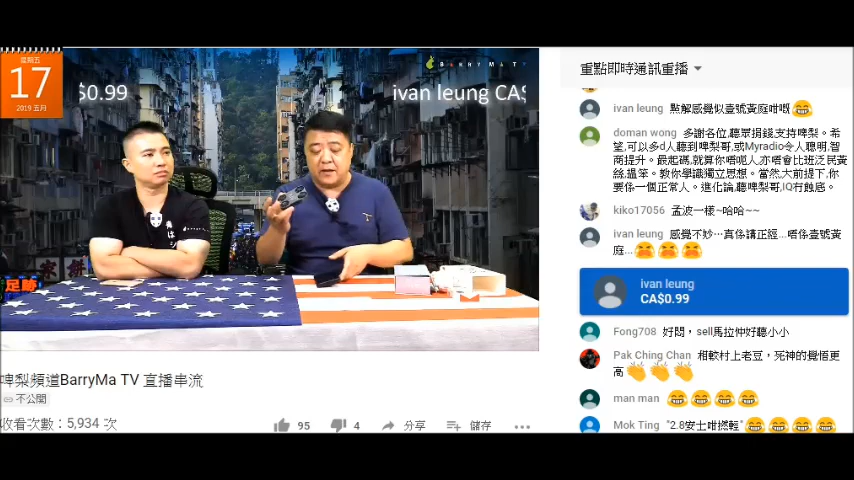 星期五
17
2019 五月
$0.99
BARRY MA TV
ivan leung CA$
足跡
啤梨頻道BarryMa TV 直播串流
不公開
收看次數：5,934 次
95
4
分享
儲存
重點即時通訊重播
ivan leung 點解感覺似壹號黃庭咁嘅😂
doman wong 多謝各位,聽眾捐錢,支持啤梨。希
望,可以多d人聽到啤梨哥,或Myradio令人聰明,智
商提升。最起碼,就算你唔呃人,亦唔會比班泛民黃
絲,搵笨。教你學識獨立思想。當然,大前提下,你
要係一個正常人。進化論,聽啤梨哥,IQ冇蝕底。
kiko17056 孟波一樣~哈哈~~
ivan leung 感覺不妙…真係講正經...唔係壹號黃
庭...😫😫😫
ivan leung
CA$0.99
Fong708 好悶，sell馬拉仲好聽小小
Pak Ching Chan 相較村上老豆，死神的覺悟更
高👏👏👏
man man 😂😂😂😂
Mok Ting "2.8安士咁撚輕"😂😂😂😂